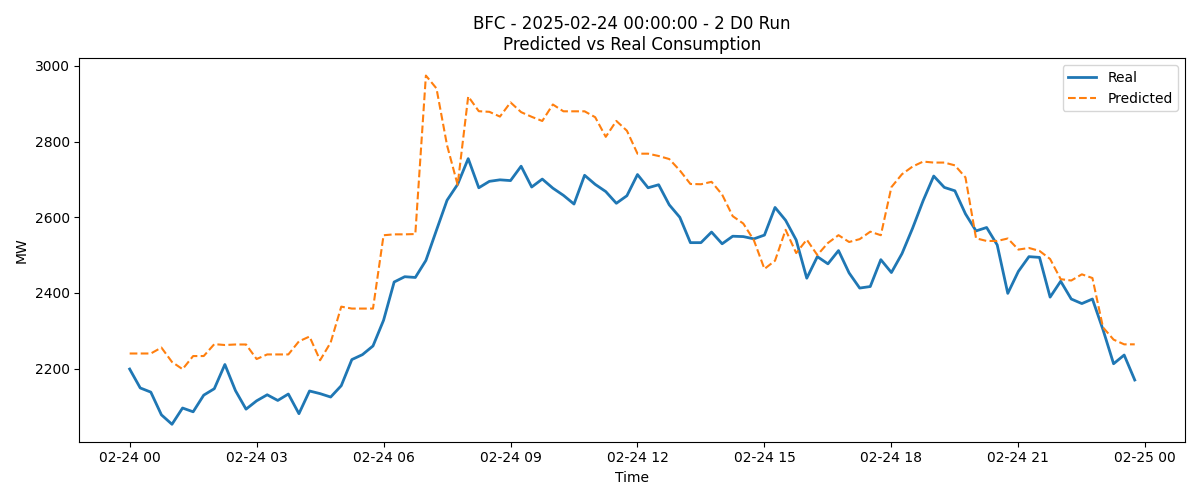 BFC - 2025-02-24 00:00:00 - 2 D0 Run
Predicted vs Real Consumption
Real
Predicted
3000
2800
2600
2400
2200
MW
02-24 00
02-24 03
02-24 06
02-24 09
02-24 12
02-24 15
02-24 18
02-24 21
02-25 00
Time